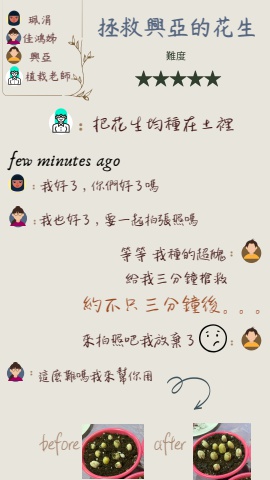 珮涓
佳鴻姊
興亞
植栽老師
拯救興亞的花生
難度
★★★★★
：把花生均種在土裡
few minutes ago
：我好了，你們好了嗎
：我也好了，要一起拍張照嗎
等等 我種的超醜：
給我三分鐘搶救
約不只三分鐘後。。。
來拍照吧我放棄了 ：
：這麼難嗎我來幫你用
before
after